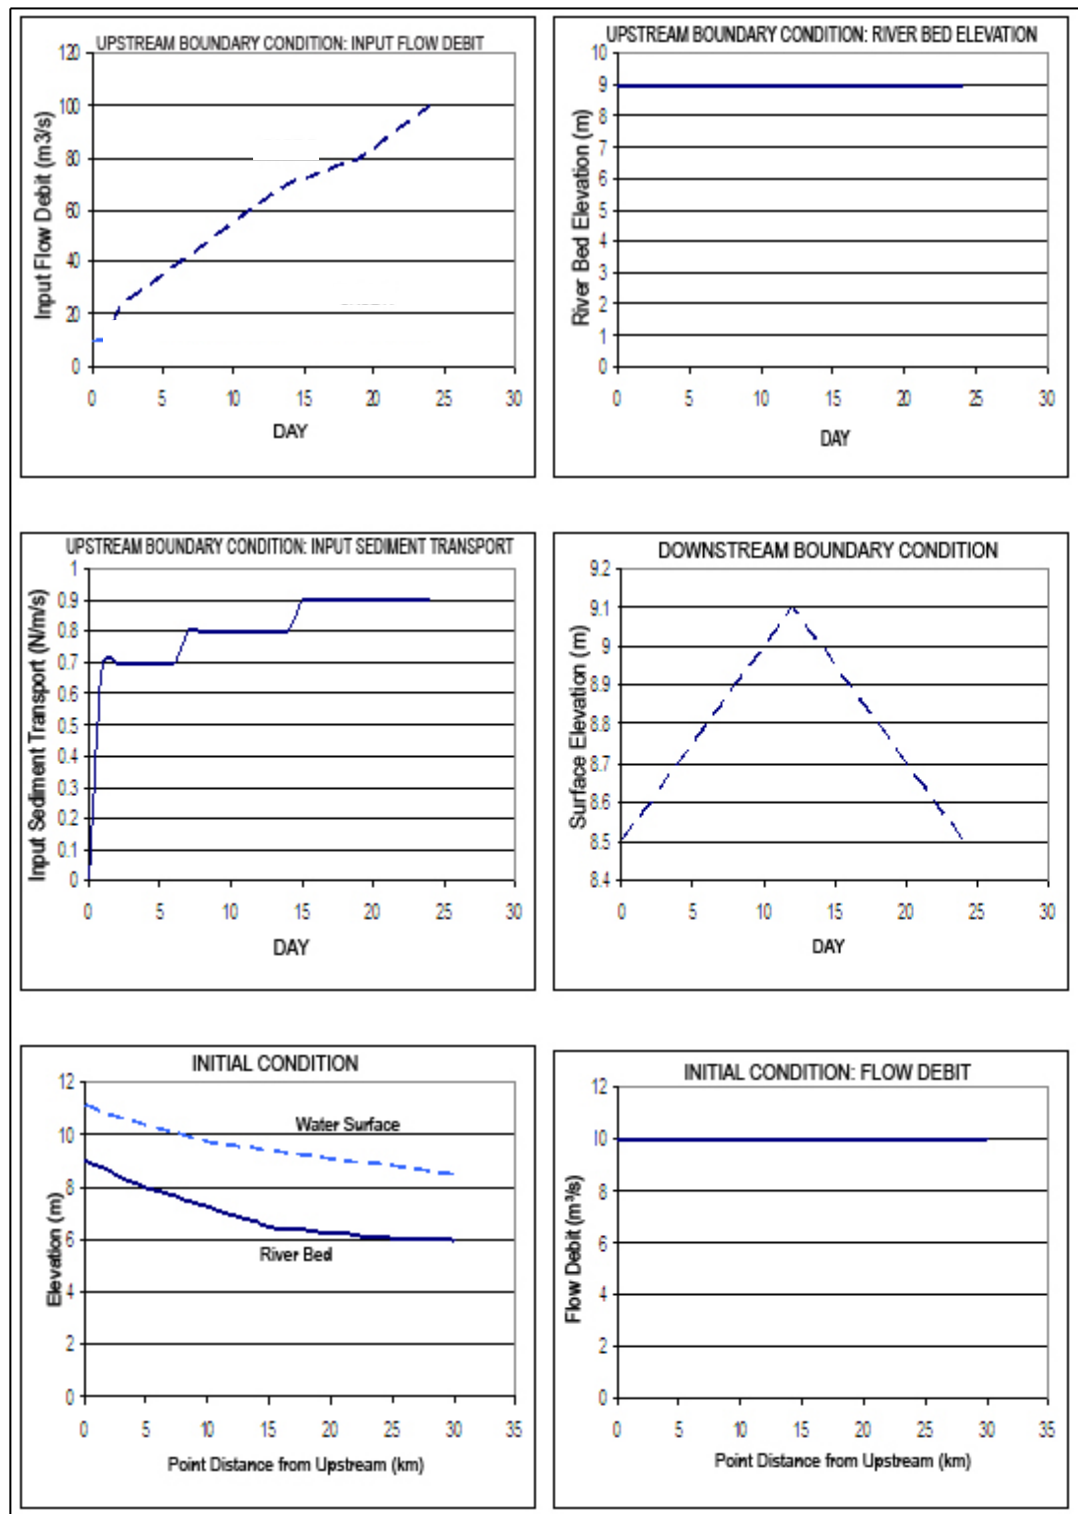 UPSTREAM BOUNDARY CONDITION: INPUT FLOW DEBIT
120
100
80
60
40
20
0
Input Flow Debit (m3/s)
0 5 10 15 20 25 30
DAY
UPSTREAM BOUNDARY CONDITION: RIVER BED ELEVATION
10
9
8
7
6
5
4
3
2
1
0
River Bed Elevation (m)
0 5 10 15 20 25 30
DAY
UPSTREAM BOUNDARY CONDITION: INPUT SEDIMENT TRANSPORT
1
0.9
0.8
0.7
0.6
0.5
0.4
0.3
0.2
0.1
0
Input Sediment Transport (N/m/s)
0 5 10 15 20 25 30
DAY
DOWNSTREAM BOUNDARY CONDITION
9.2
9.1
9
8.9
8.8
8.7
8.6
8.5
8.4
Surface Elevation (m)
0 5 10 15 20 25 30
DAY
INITIAL CONDITION
12
10
8
6
4
2
0
Elevation (m)
Water Surface
River Bed
0 5 10 15 20 25 30 35
Point Distance from Upstream (km)
INITIAL CONDITION: FLOW DEBIT
12
10
8
6
4
2
0
Flow Debit (m³/s)
0 5 10 15 20 25 30 35
Point Distance from Upstream (km)